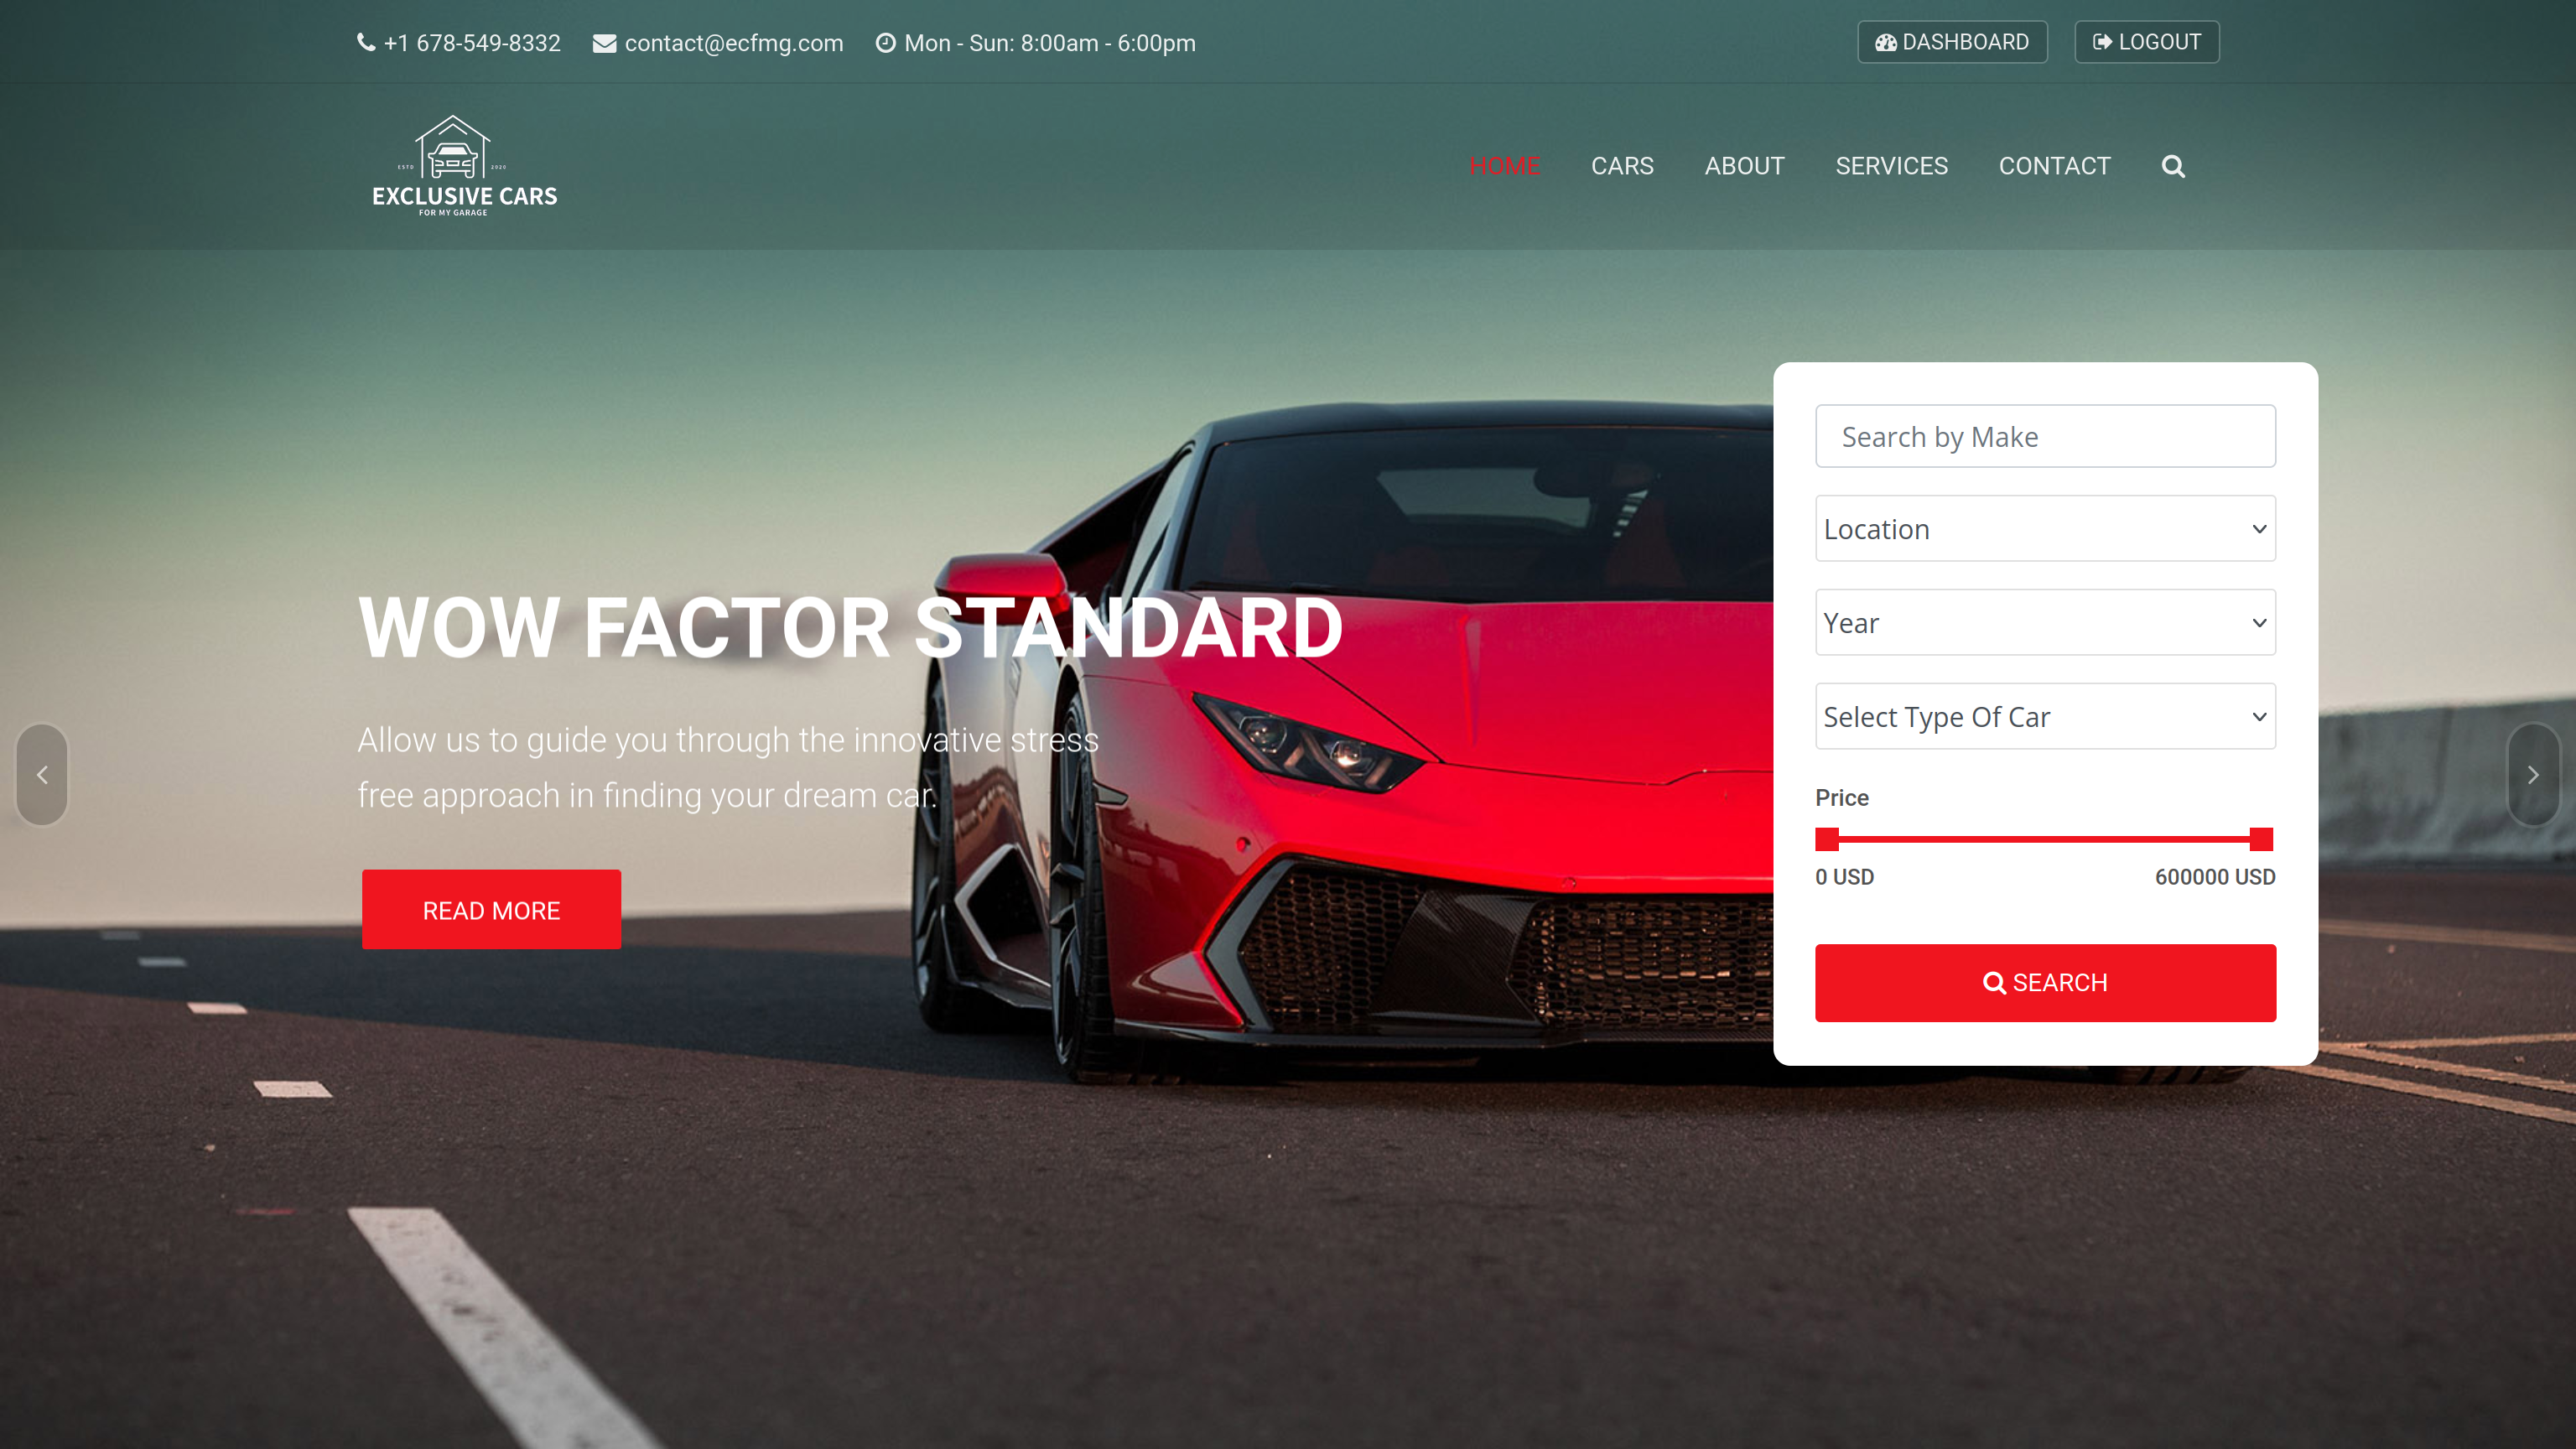 +1 678-549-8332 contact@ecfmg.com Mon - Sun: 8:00am - 6:00pm DASHBOARD LOGOUT
ESTD 2020
EXCLUSIVE CARS
FOR MY GARAGE
HOME CARS ABOUT SERVICES CONTACT
WOW FACTOR STANDARD
Allow us to guide you through the innovative stress
free approach in finding your dream car.
READ MORE
Search by Make
Location
Year
Select Type Of Car
Price
0 USD 600000 USD
SEARCH